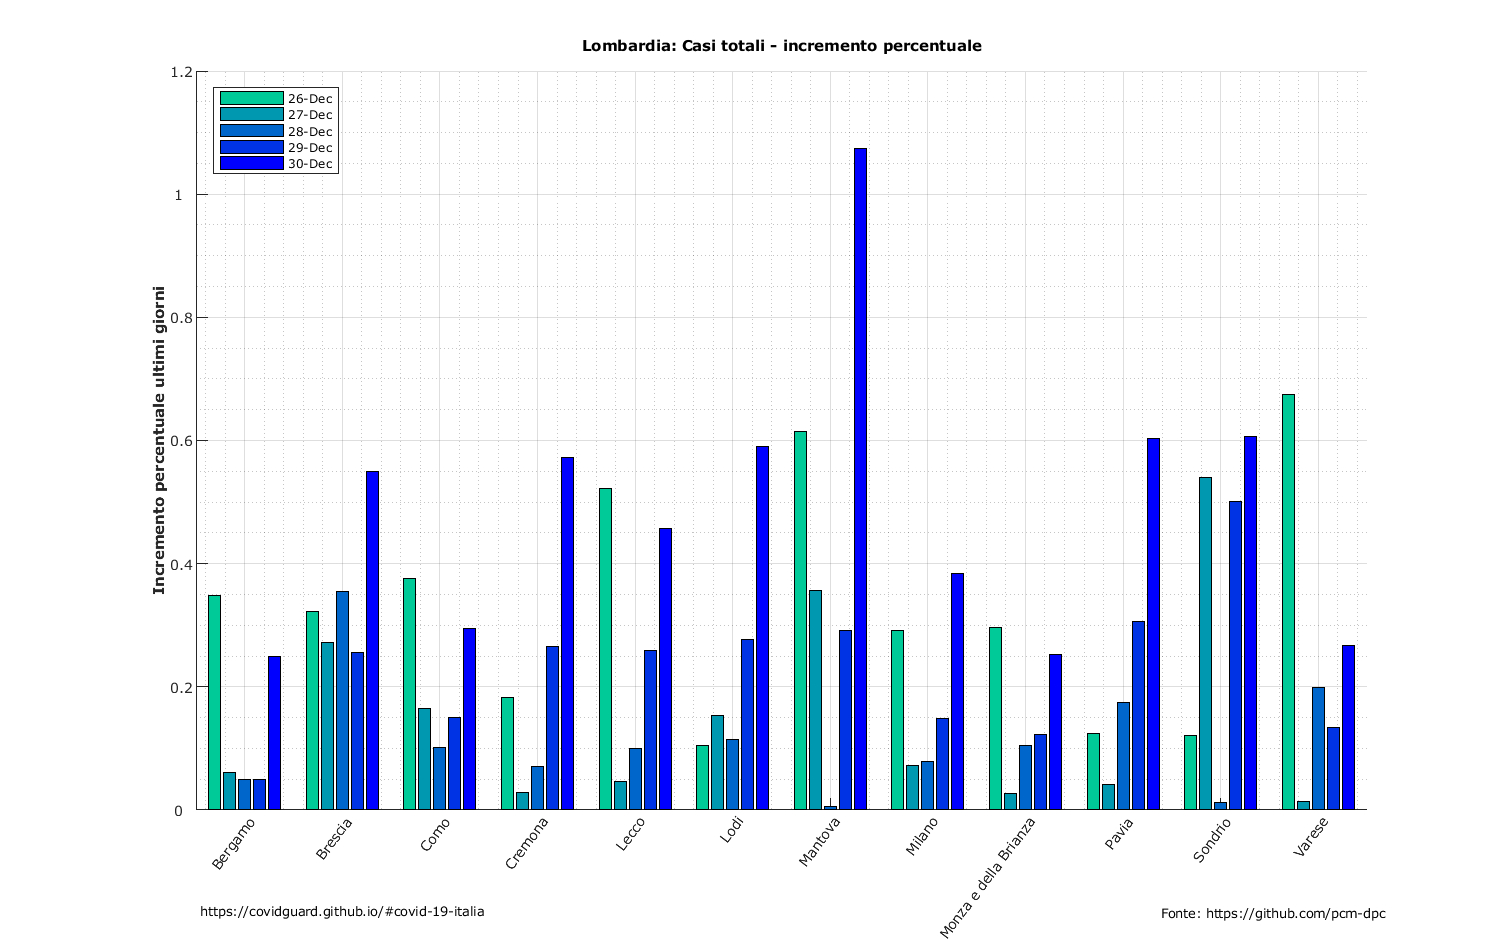 Lombardia: Casi totali - incremento percentuale
Incremento percentuale ultimi giorni
1.2
1
0.8
0.6
0.4
0.2
0
26-Dec
27-Dec
28-Dec
29-Dec
30-Dec
Bergamo
Brescia
Como
Cremona
Lecco
Lodi
Mantova
Milano
Monza e della Brianza
Pavia
Sondrio
Varese
https://covidguard.github.io/#covid-19-italia
Fonte: https://github.com/pcm-dpc